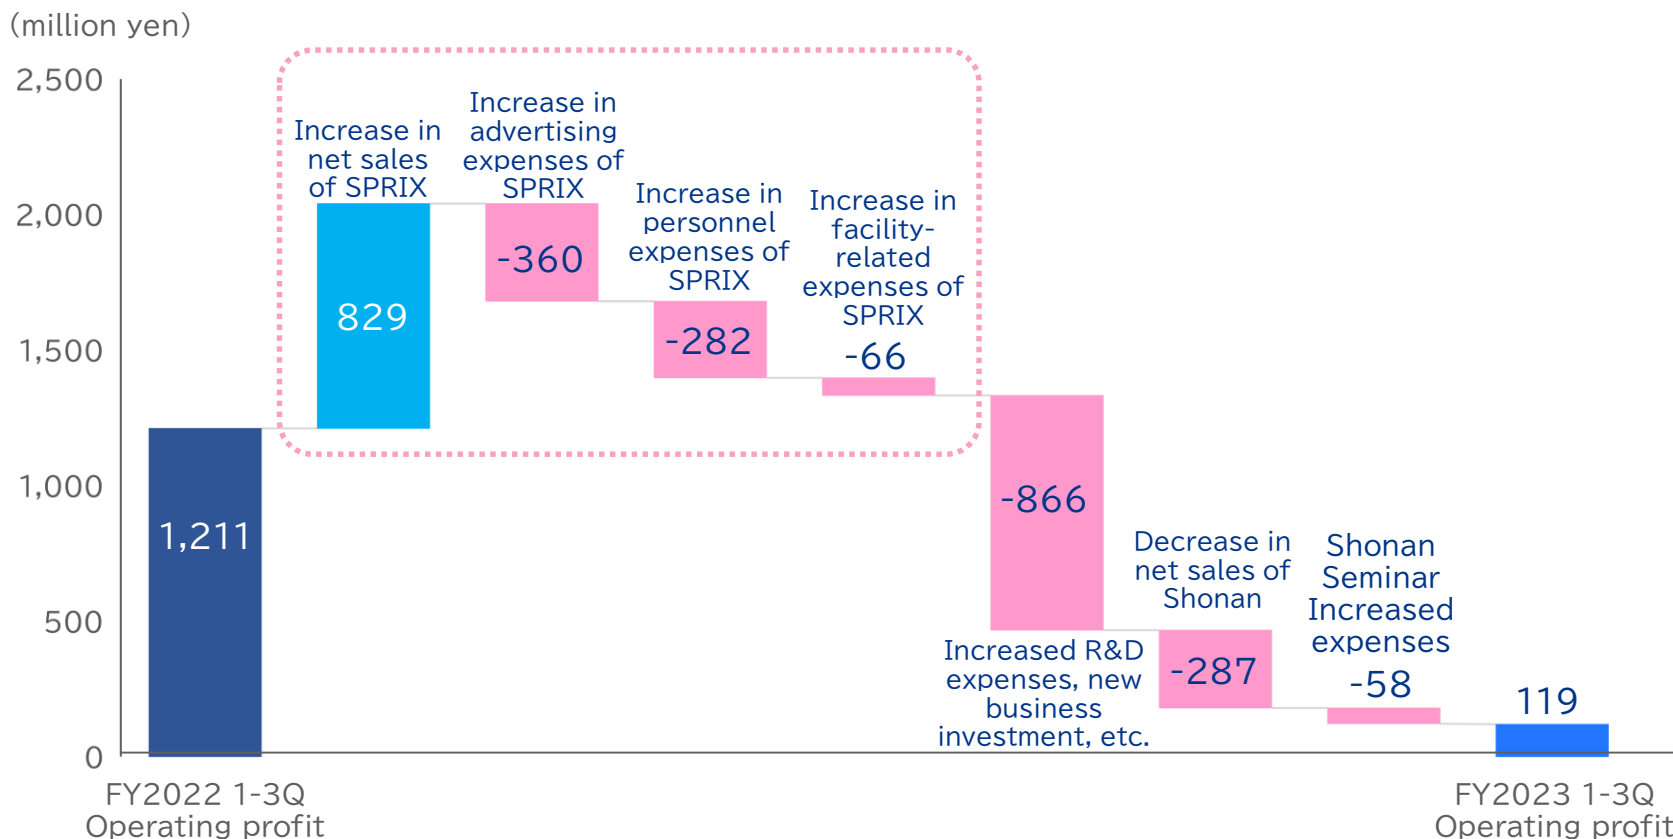 (million yen)
2,500
2,000
1,500
1,000
500
0
1,211
FY2022 1-3Q
Operating profit
Increase in
net sales
of SPRIX
829
Increase in
advertising
expenses of
SPRIX
-360
Increase in
personnel
expenses of
SPRIX
-282
Increase in
facility-
related
expenses of
SPRIX
-66
-866
Increased R&D
expenses, new
business
investment, etc.
Decrease in
net sales of
Shonan
-287
Shonan
Seminar
Increased
expenses
-58
119
FY2023 1-3Q
Operating profit